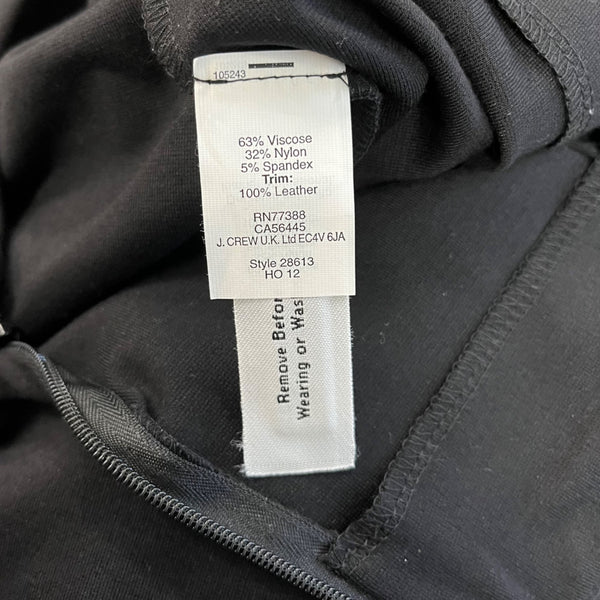 105243
63% Viscose
32% Nylon
5% Spandex
Trim:
100% Leather
RN77388
CA56445
J. CREW U.K. Ltd EC4V 6JA
Style 28613
HO 12
Remove Before
Wearing or Was